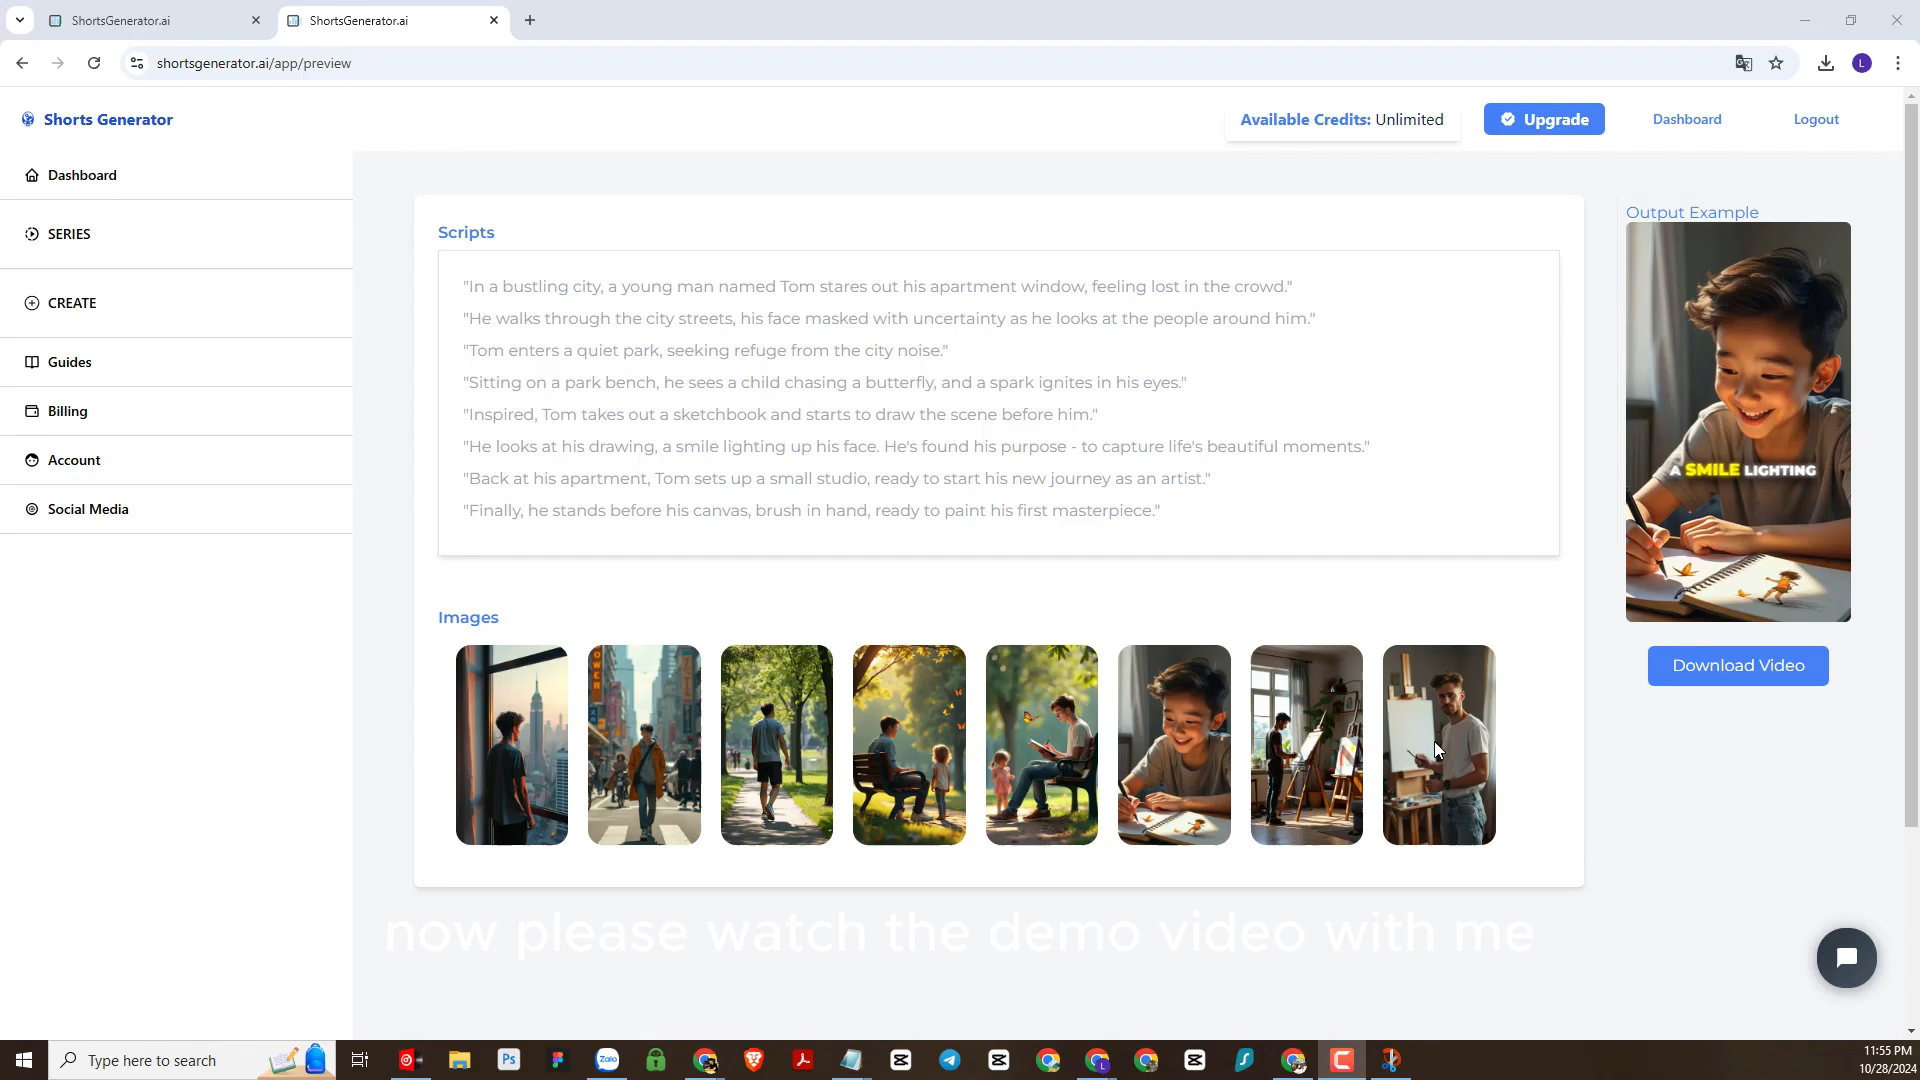 ShortsGenerator.ai
ShortsGenerator.ai
shortsgenerator.ai/app/preview
L
Shorts Generator
Available Credits: Unlimited
Upgrade
Dashboard
Logout
Dashboard
SERIES
CREATE
Guides
Billing
Account
Social Media
Scripts
"In a bustling city, a young man named Tom stares out his apartment window, feeling lost in the crowd."
"He walks through the city streets, his face masked with uncertainty as he looks at the people around him."
"Tom enters a quiet park, seeking refuge from the city noise."
"Sitting on a park bench, he sees a child chasing a butterfly, and a spark ignites in his eyes."
"Inspired, Tom takes out a sketchbook and starts to draw the scene before him."
"He looks at his drawing, a smile lighting up his face. He's found his purpose - to capture life's beautiful moments."
"Back at his apartment, Tom sets up a small studio, ready to start his new journey as an artist."
"Finally, he stands before his canvas, brush in hand, ready to paint his first masterpiece."
Output Example
A SMILE LIGHTING
Download Video
Images
now please watch the demo video with me
Type here to search
Ps
Zalo
11:55 PM
10/28/2024